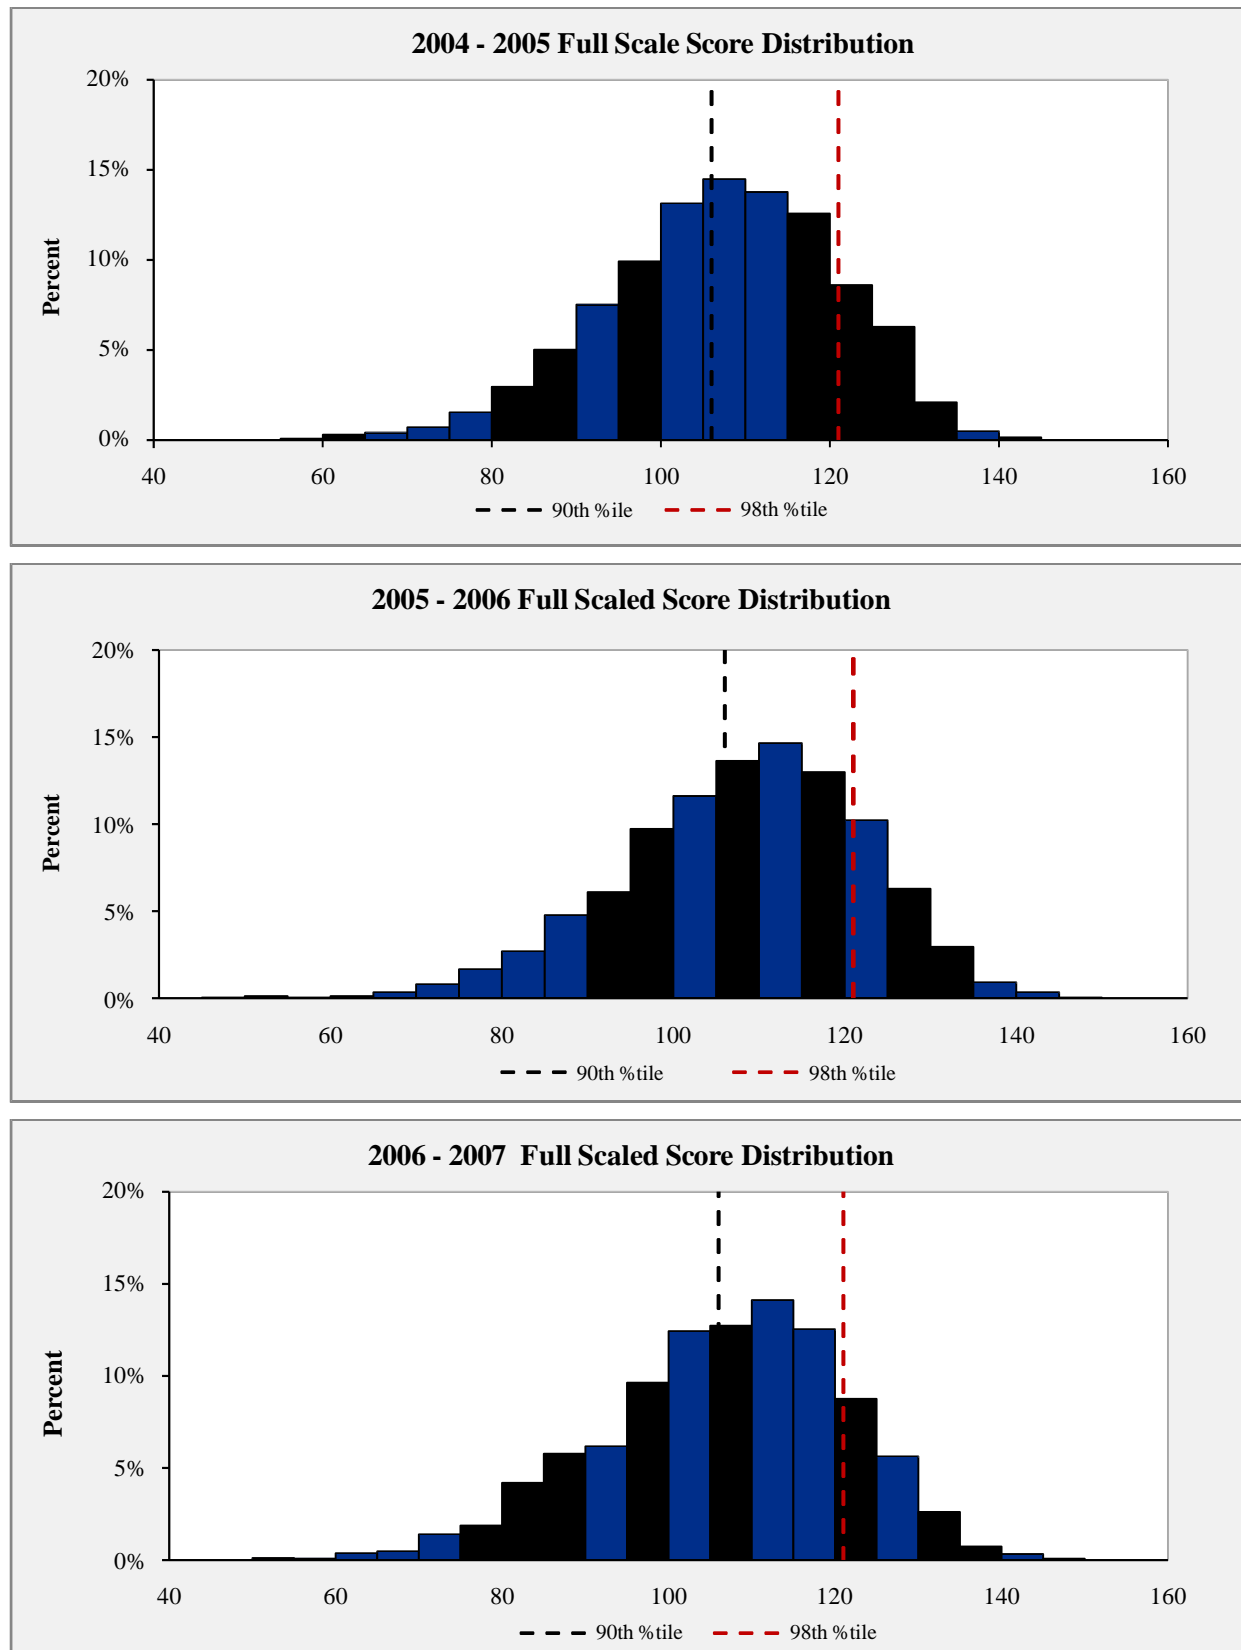 2004 - 2005 Full Scale Score Distribution
20%
15%
10%
5%
0%
Percent
40 60 80 100 120 140 160
90th %ile 98th %tile
2005 - 2006 Full Scaled Score Distribution
20%
15%
10%
5%
0%
Percent
40 60 80 100 120 140 160
90th %tile 98th %tile
2006 - 2007 Full Scaled Score Distribution
20%
15%
10%
5%
0%
Percent
40 60 80 100 120 140 160
90th %tile 98th %tile